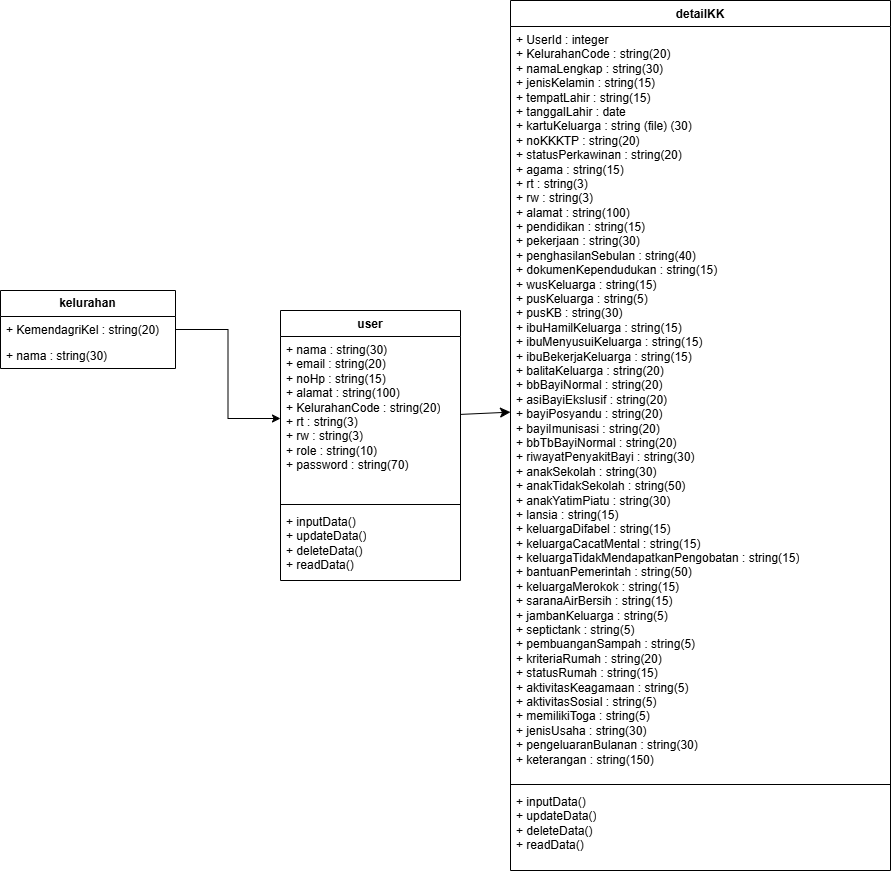 kelurahan
+ KemendagriKel : string(20)
+ nama : string(30)
user
+ nama : string(30)
+ email : string(20)
+ noHp : string(15)
+ alamat : string(100)
+ KelurahanCode : string(20)
+ rt : string(3)
+ rw : string(3)
+ role : string(10)
+ password : string(70)
+ inputData()
+ updateData()
+ deleteData()
+ readData()
detailKK
+ UserId : integer
+ KelurahanCode : string(20)
+ namaLengkap : string(30)
+ jenisKelamin : string(15)
+ tempatLahir : string(15)
+ tanggalLahir : date
+ kartuKeluarga : string (file) (30)
+ noKKKTP : string(20)
+ statusPerkawinan : string(20)
+ agama : string(15)
+ rt : string(3)
+ rw : string(3)
+ alamat : string(100)
+ pendidikan : string(15)
+ pekerjaan : string(30)
+ penghasilanSebulan : string(40)
+ dokumenKependudukan : string(15)
+ wusKeluarga : string(15)
+ pusKeluarga : string(5)
+ pusKB : string(30)
+ ibuHamilKeluarga : string(15)
+ ibuMenyusuiKeluarga : string(15)
+ ibuBekerjaKeluarga : string(15)
+ balitaKeluarga : string(20)
+ bbBayiNormal : string(20)
+ asiBayiEkslusif : string(20)
+ bayiPosyandu : string(20)
+ bayiImunisasi : string(20)
+ bbTbBayiNormal : string(20)
+ riwayatPenyakitBayi : string(30)
+ anakSekolah : string(30)
+ anakTidakSekolah : string(50)
+ anakYatimPiatu : string(30)
+ lansia : string(15)
+ keluargaDifabel : string(15)
+ keluargaCacatMental : string(15)
+ keluargaTidakMendapatkanPengobatan : string(15)
+ bantuanPemerintah : string(50)
+ keluargaMerokok : string(15)
+ saranaAirBersih : string(15)
+ jambanKeluarga : string(5)
+ septictank : string(5)
+ pembuanganSampah : string(5)
+ kriteriaRumah : string(20)
+ statusRumah : string(15)
+ aktivitasKeagamaan : string(5)
+ aktivitasSosial : string(5)
+ memilikiToga : string(5)
+ jenisUsaha : string(30)
+ pengeluaranBulanan : string(30)
+ keterangan : string(150)
+ inputData()
+ updateData()
+ deleteData()
+ readData()